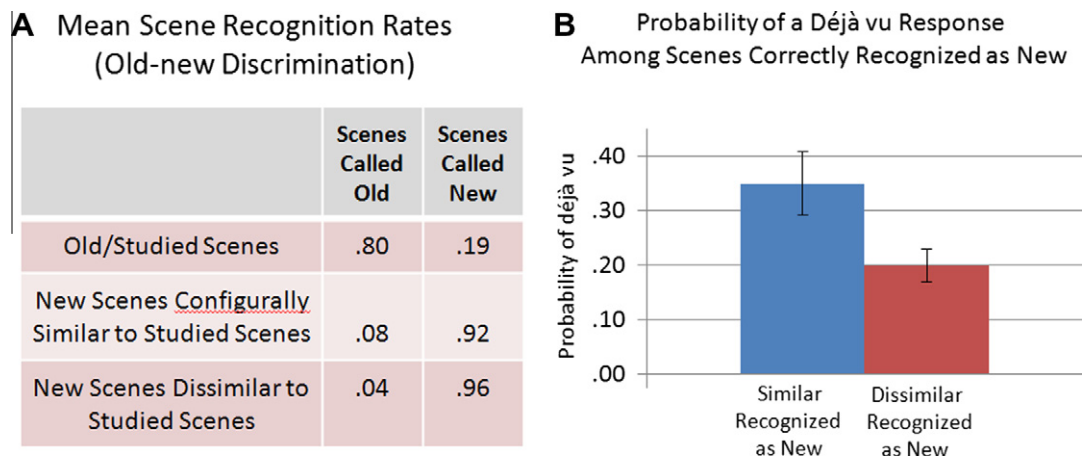 A Mean Scene Recognition Rates
(Old-new Discrimination)
Scenes
Called
Old
Scenes
Called
New
Old/Studied Scenes .80 .19
New Scenes Configurally
Similar to Studied Scenes .08 .92
New Scenes Dissimilar to
Studied Scenes
.04 .96
B Probability of a Déjà vu Response
Among Scenes Correctly Recognized as New
Probability of déjà vu
.40
.30
.20
.10
.00
Similar
Recognized
as New
Dissimilar
Recognized
as New